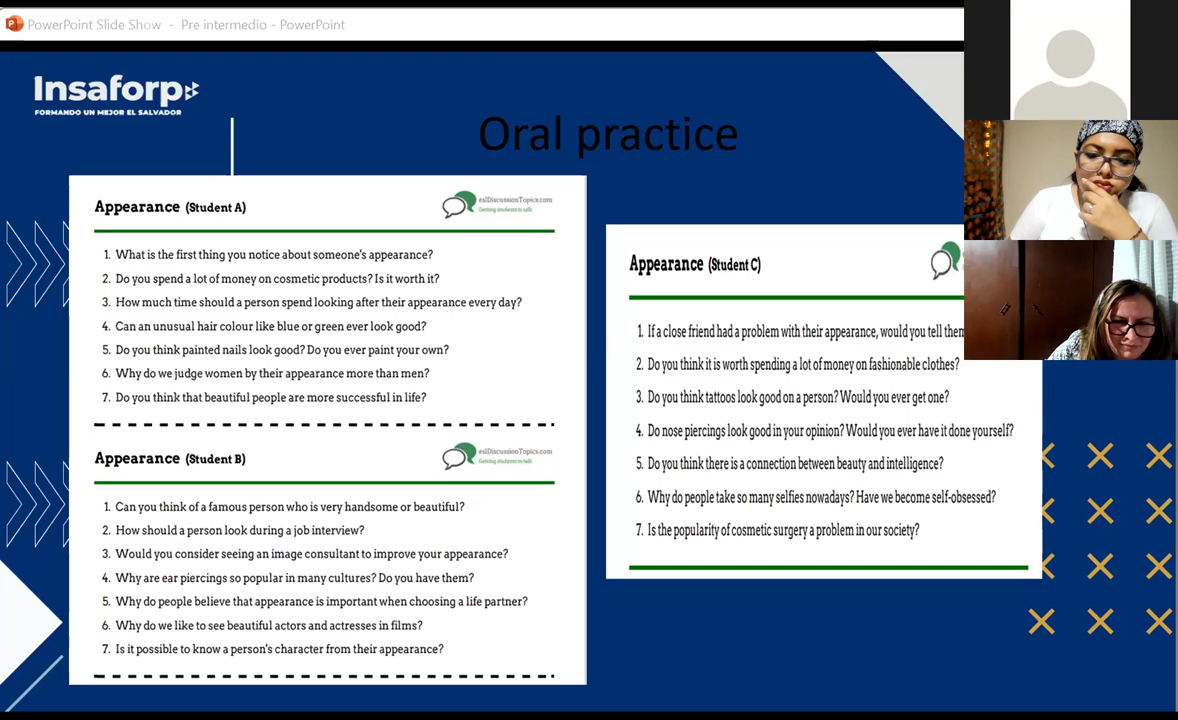 PowerPoint Slide Show - Pre intermedio - PowerPoint
Insaforp
FORMANDO UN MEJOR EL SALVADOR
Oral practice
Appearance (Student A)
eslDiscussionTopics.com
Getting students to talk
1. What is the first thing you notice about someone's appearance?
2. Do you spend a lot of money on cosmetic products? Is it worth it?
3. How much time should a person spend looking after their appearance every day?
4. Can an unusual hair colour like blue or green ever look good?
5. Do you think painted nails look good? Do you ever paint your own?
6. Why do we judge women by their appearance more than men?
7. Do you think that beautiful people are more successful in life?
Appearance (Student B)
eslDiscussionTopics.com
Getting students to talk
1. Can you think of a famous person who is very handsome or beautiful?
2. How should a person look during a job interview?
3. Would you consider seeing an image consultant to improve your appearance?
4. Why are ear piercings so popular in many cultures? Do you have them?
5. Why do people believe that appearance is important when choosing a life partner?
6. Why do we like to see beautiful actors and actresses in films?
7. Is it possible to know a person's character from their appearance?
Appearance (Student C)
1. If a close friend had a problem with their appearance, would you tell them
2. Do you think it is worth spending a lot of money on fashionable clothes?
3. Do you think tattoos look good on a person? Would you ever get one?
4. Do nose piercings look good in your opinion? Would you ever have it done yourself?
5. Do you think there is a connection between beauty and intelligence?
6. Why do people take so many selfies nowadays? Have we become self-obsessed?
7. Is the popularity of cosmetic surgery a problem in our society?